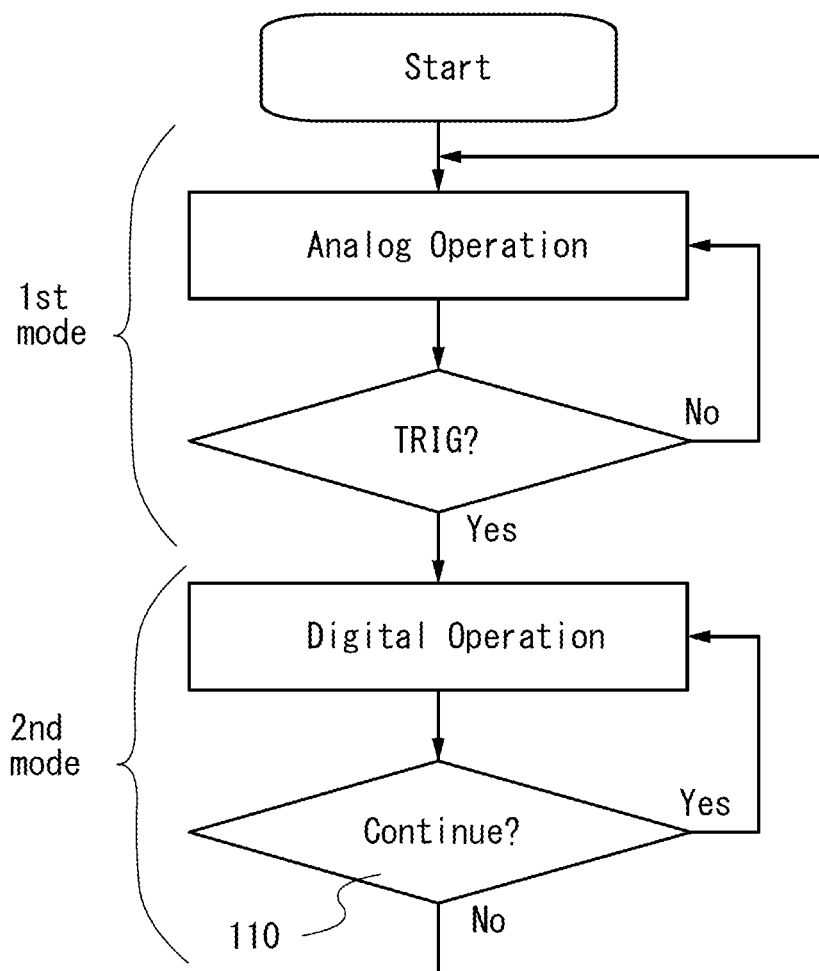 Start
Analog Operation
1st
mode
No
TRIG?
Yes
Digital Operation
2nd
mode
Yes
Continue?
No
110